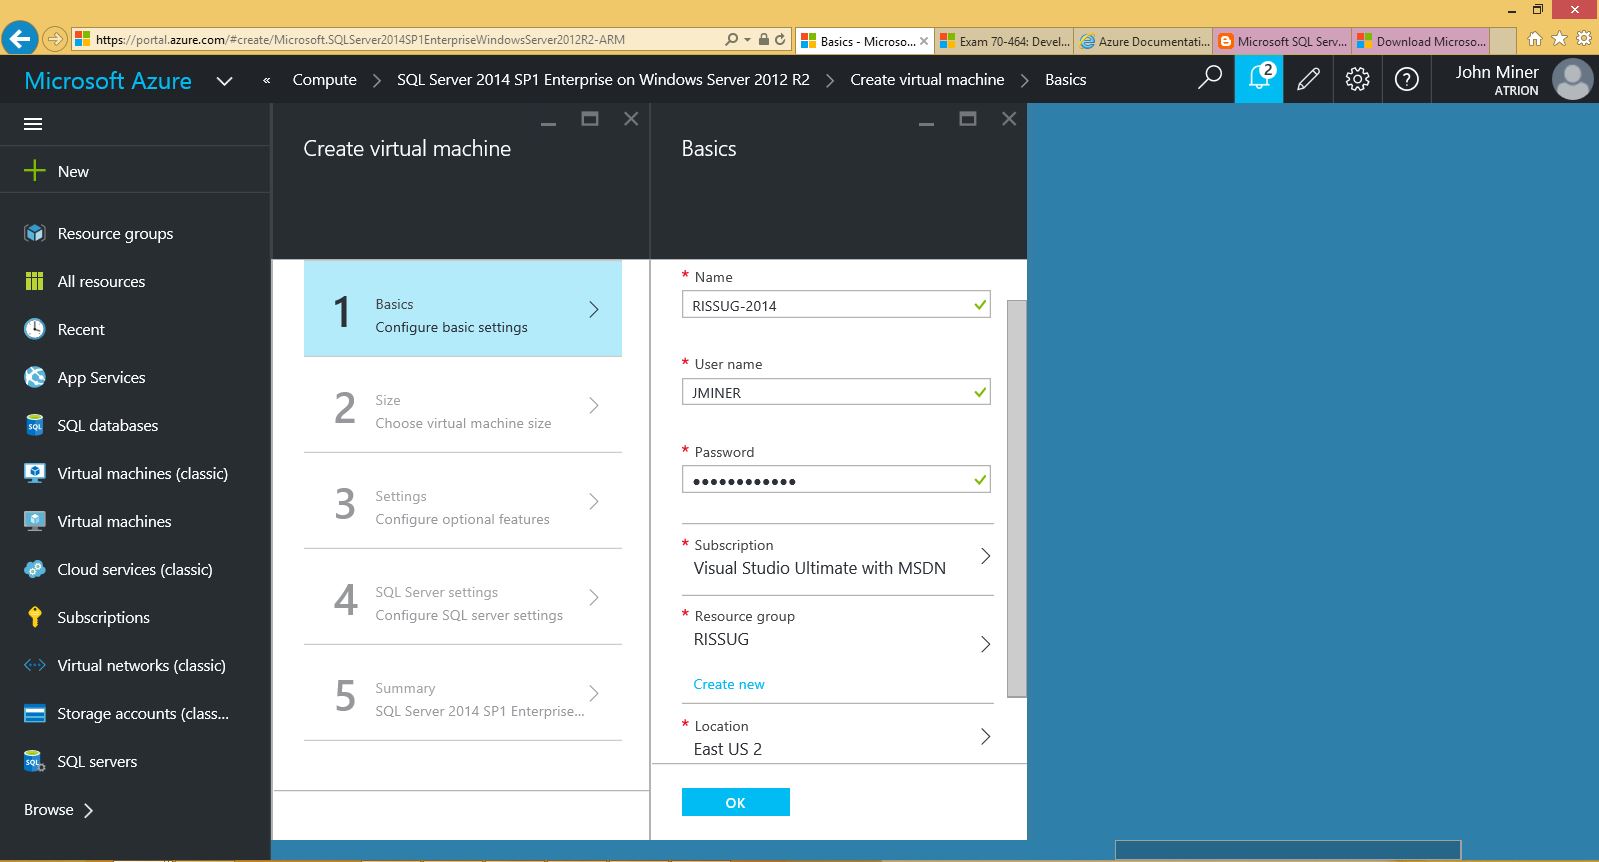 https://portal.azure.com/#create/Microsoft.SQLServer2014SP1EnterpriseWindowsServer2012R2-ARM
Basics - Microso...
Exam 70-464: Devel...
Azure Documentati...
Microsoft SQL Serv...
Download Microso...
Microsoft Azure
«
Compute
SQL Server 2014 SP1 Enterprise on Windows Server 2012 R2
Create virtual machine
Basics
2
John Miner
ATRION
New
Resource groups
All resources
Recent
App Services
SQL databases
Virtual machines (classic)
Virtual machines
Cloud services (classic)
Subscriptions
Virtual networks (classic)
Storage accounts (class...
SQL servers
Browse
Create virtual machine
1
Basics
Configure basic settings
2
Size
Choose virtual machine size
3
Settings
Configure optional features
4
SQL Server settings
Configure SQL server settings
5
Summary
SQL Server 2014 SP1 Enterprise...
Basics
* Name
RISSUG-2014
* User name
JMINER
* Password
●●●●●●●●●●●●
* Subscription
Visual Studio Ultimate with MSDN
* Resource group
RISSUG
Create new
* Location
East US 2
OK